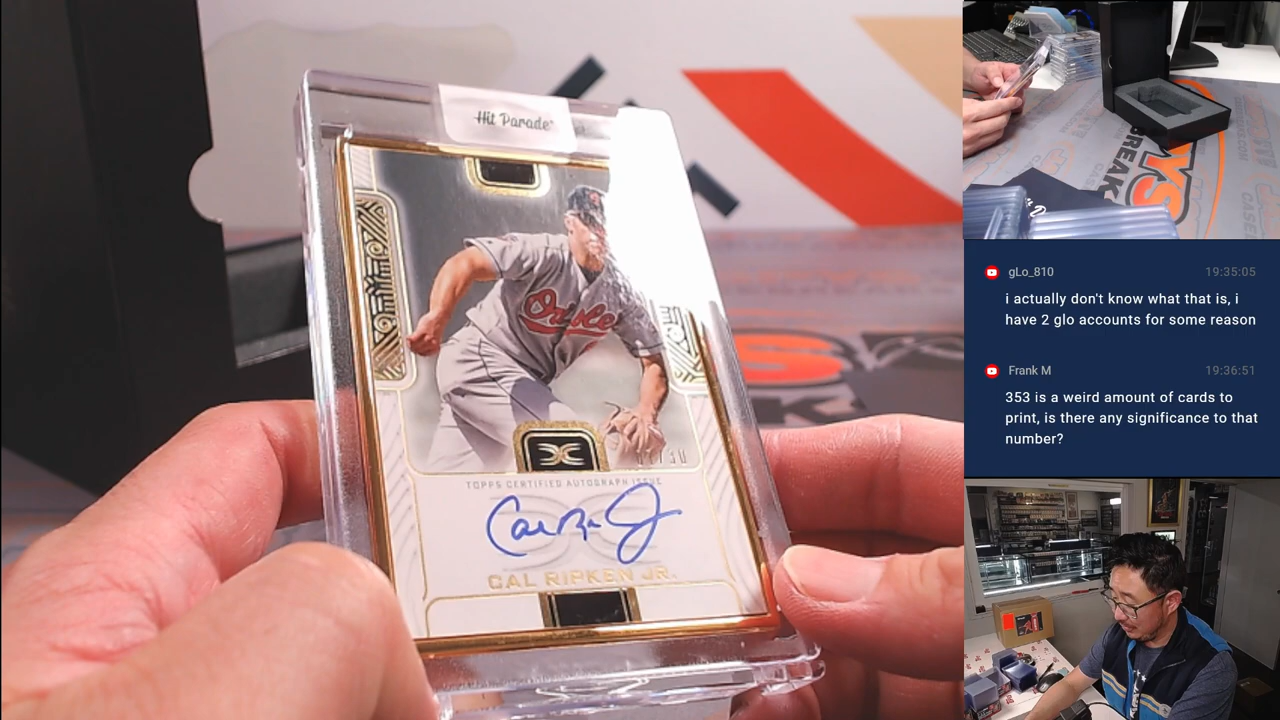 Hit Parade
Orioles
TOPPS CERTIFIED AUTOGRAPH ISSUE
CAL RIPKEN JR.
BREAK
gLo_810
19:35:05
i actually don't know what that is, i
have 2 glo accounts for some reason
Frank M
19:36:51
353 is a weird amount of cards to
print, is there any significance to that
number?